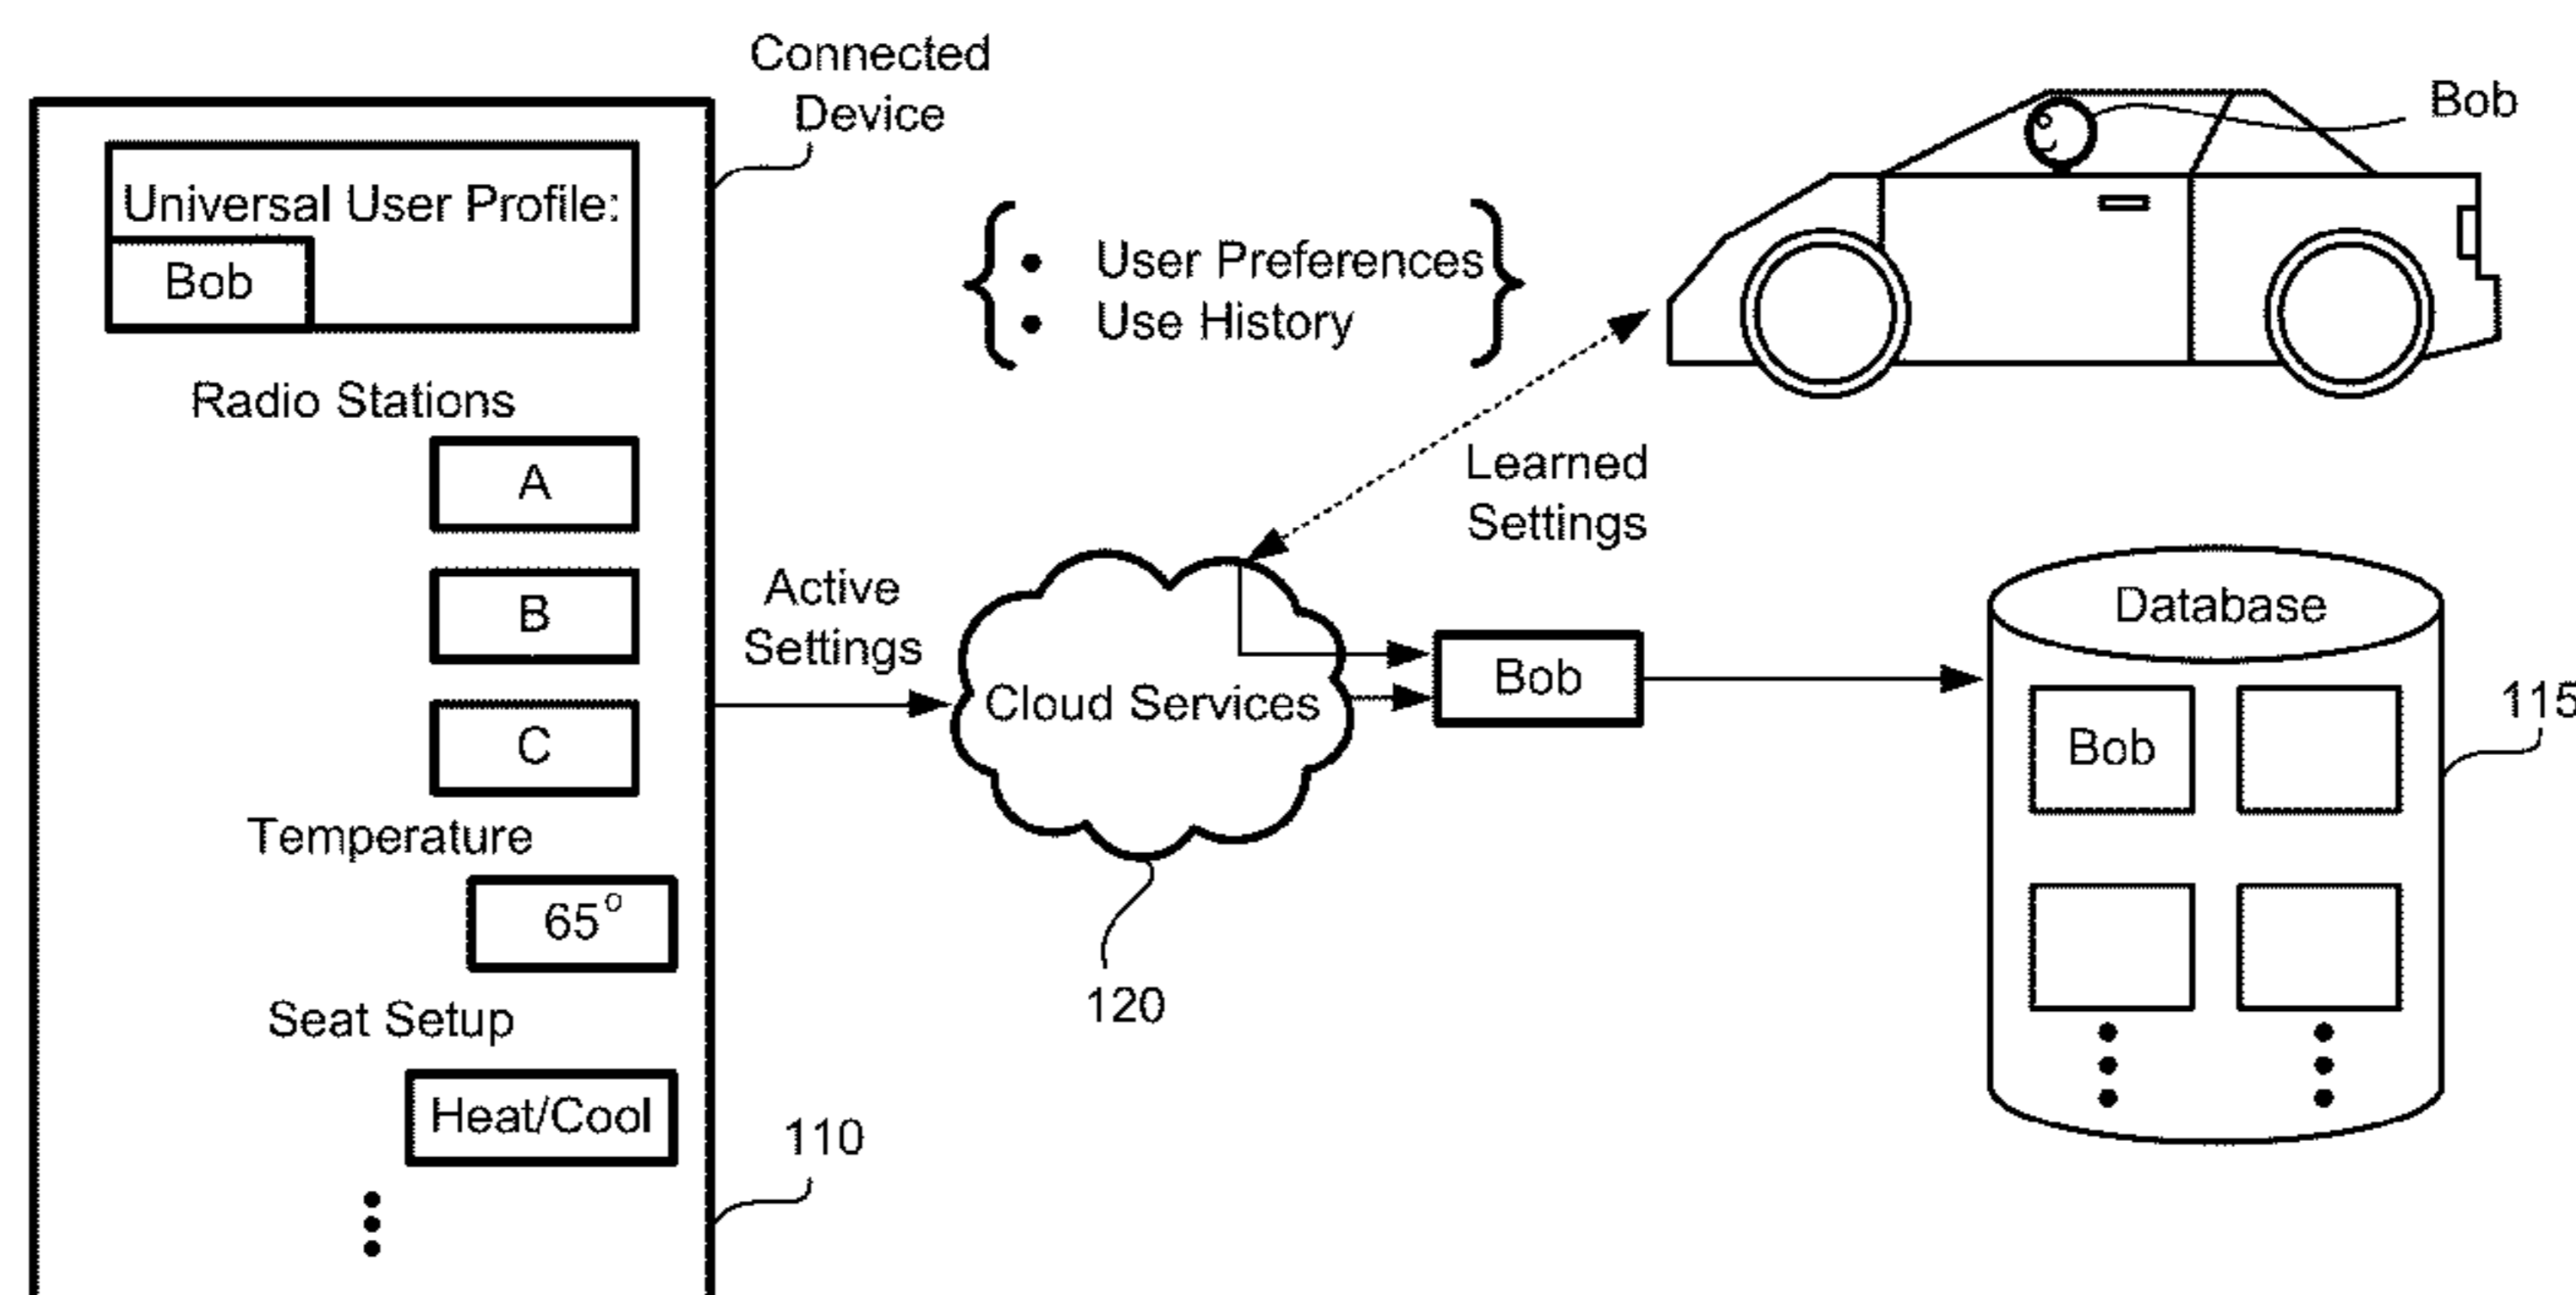 Connected
Device
Universal User Profile:
Bob
Radio Stations
A
B
C
Temperature
65°
Seat Setup
Heat/Cool
110
• User Preferences
• Use History
Bob
Learned
Settings
Active
Settings
Cloud Services
120
Bob
Database
Bob
115